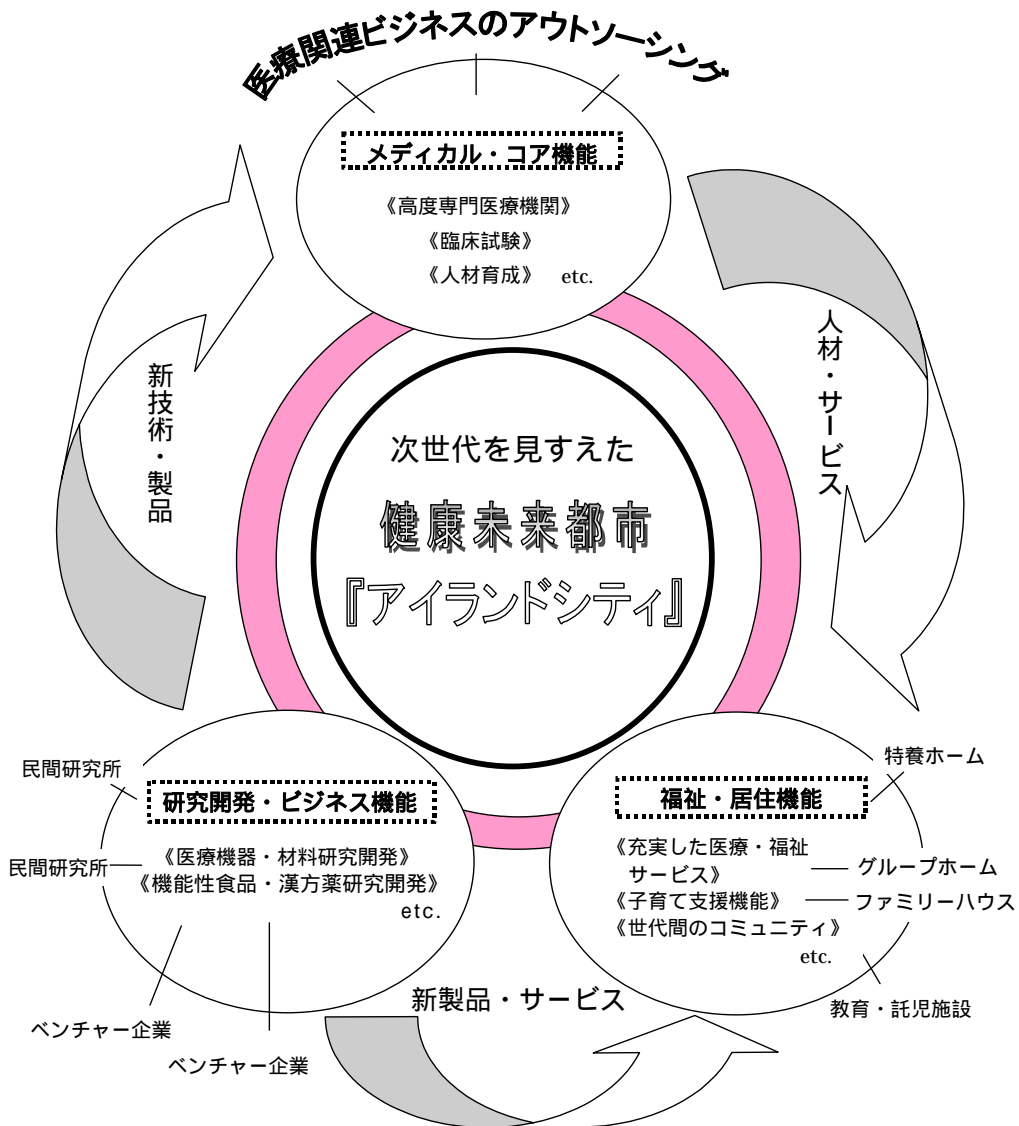 医療関連ビジネスのアウトソーシング
メディカル・コア機能
《高度専門医療機関》
《臨床試験》
《人材育成》 etc.
新技術・製品
人材・サービス
次世代を見すえた
健康未来都市
『アイランドシティ』
民間研究所
研究開発・ビジネス機能
民間研究所
《医療機器・材料研究開発》
《機能性食品・漢方薬研究開発》
etc.
ベンチャー企業
ベンチャー企業
特養ホーム
福祉・居住機能
《充実した医療・福祉
サービス》
グループホーム
《子育て支援機能》
ファミリーハウス
《世代間のコミュニティ》
etc.
教育・託児施設
新製品・サービス